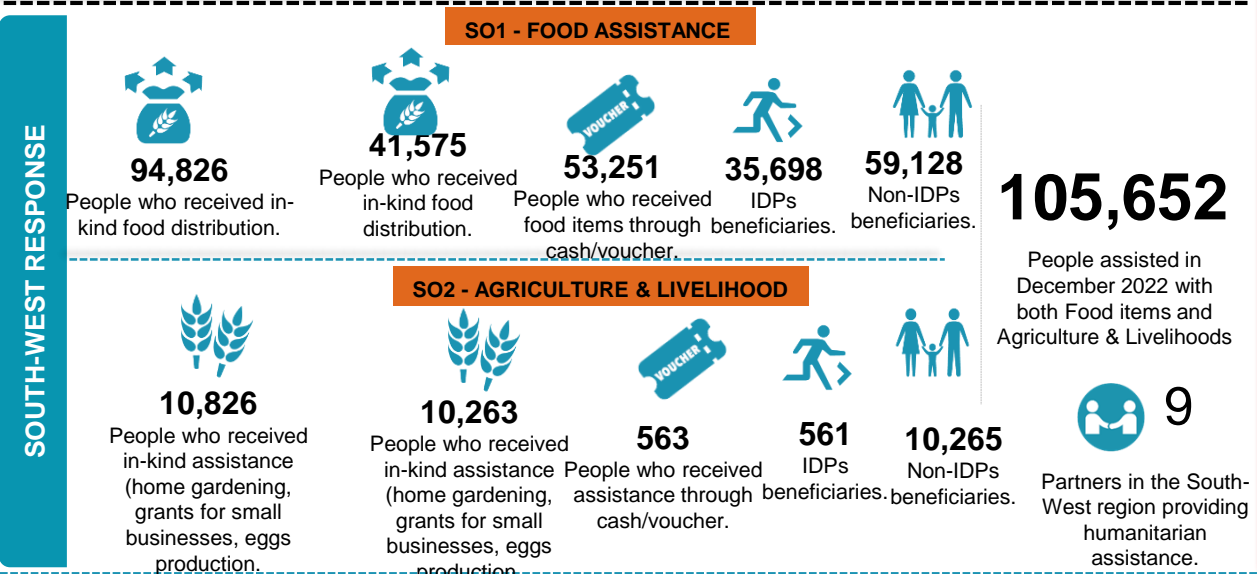 SOUTH-WEST RESPONSE
SO1 - FOOD ASSISTANCE
94,826
People who received in-
kind food distribution.
41,575
People who received
in-kind food
distribution.
VOUCHER
53,251
People who received
food items through
cash/voucher.
35,698
IDPs
beneficiaries.
59,128
Non-IDPs
beneficiaries.
SO2 - AGRICULTURE & LIVELIHOOD
10,826
People who received
in-kind assistance
(home gardening,
grants for small
businesses, eggs
production.
10,263
People who received
in-kind assistance
(home gardening,
grants for small
businesses, eggs
production
VOUCHER
563
People who received
assistance through
cash/voucher.
561
IDPs
beneficiaries.
10,265
Non-IDPs
beneficiaries.
105,652
People assisted in
December 2022 with
both Food items and
Agriculture & Livelihoods
9
Partners in the South-
West region providing
humanitarian
assistance.